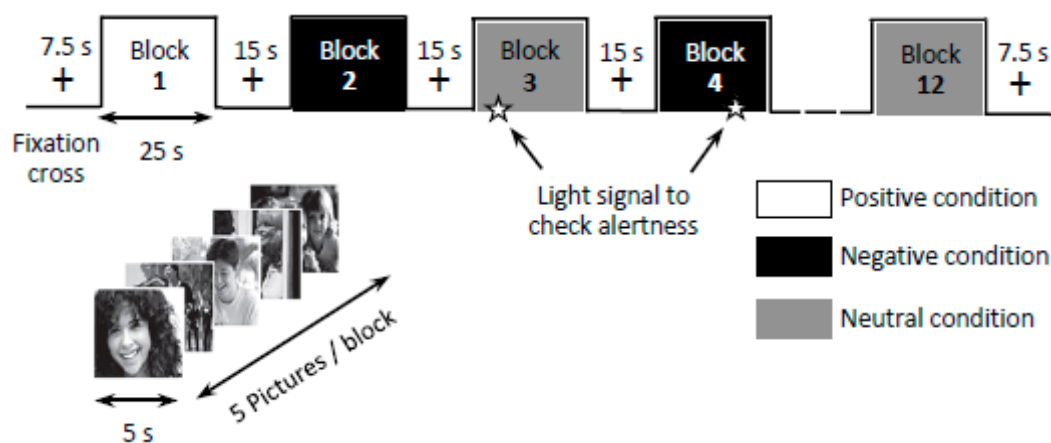 7.5 s
+
Block
1
15 s
+
Block
2
15 s
+
Block
3
15 s
+
Block
4
Block
12
7.5 s
+
Fixation
cross
25 s
Light signal to
check alertness
Positive condition
Negative condition
Neutral condition
5 Pictures / block
5 s